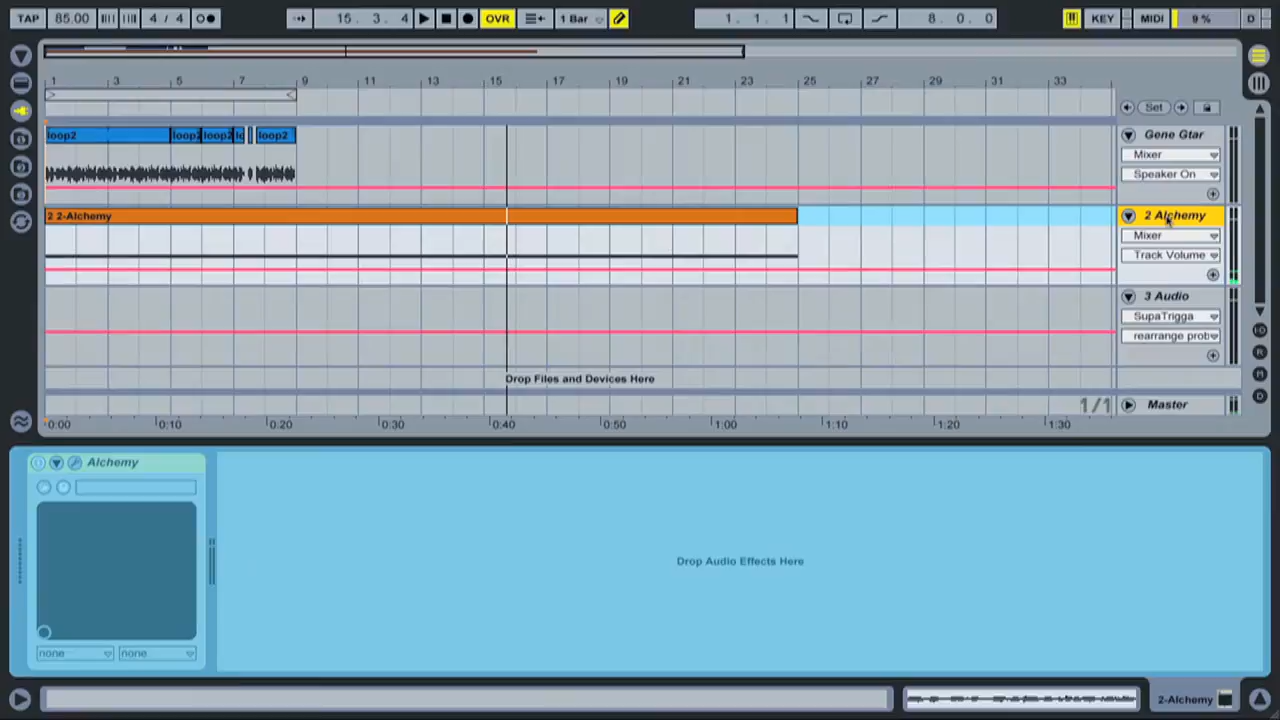 TAP 85.00 4 / 4 15. 3. 4 OVR 1 Bar 1. 1. 1 8. 0. 0 KEY MIDI 9 % D
1 3 5 7 9 11 13 15 17 19 21 23 25 27 29 31 33
Set
loop2 loop2 loop2 lo loop2 Gene Gtar
Mixer
Speaker On
2 2-Alchemy 2 Alchemy
Mixer
Track Volume
3 Audio
SupaTrigga
rearrange prob
Drop Files and Devices Here
1/1 Master
0:00 0:10 0:20 0:30 0:40 0:50 1:00 1:10 1:20 1:30
IO
R
M
D
Alchemy
Drop Audio Effects Here
none none
2-Alchemy